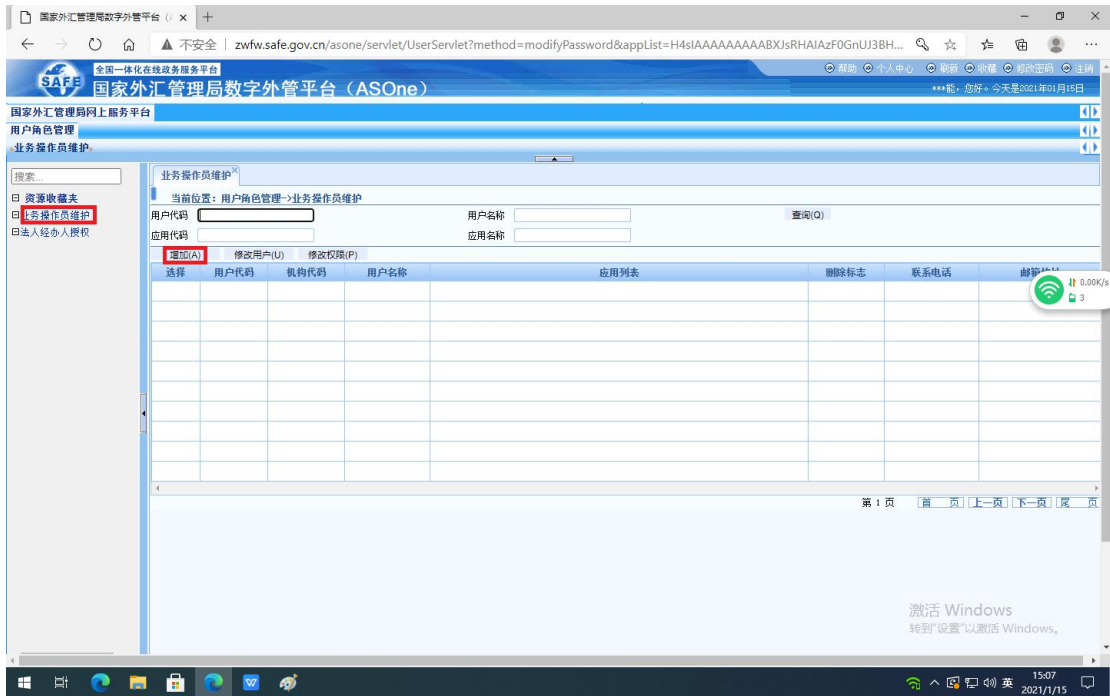 国家外汇管理局数字外管平台 (
不安全 | zwfw.safe.gov.cn/asone/servlet/UserServlet?method=modifyPassword&appList=H4sIAAAAAAAAABXJsRHAIAzF0GnUJJ3BH...
SAFE
全国一体化在线政务服务平台
国家外汇管理局数字外管平台（ASOne）
帮助 个人中心 刷新 收藏 修改密码 注销
***能，您好。今天是2021年01月15日
国家外汇管理局网上服务平台
用户角色管理
业务操作员维护
搜索...
资源收藏夹
业务操作员维护
法人经办人授权
业务操作员维护
当前位置：用户角色管理->业务操作员维护
用户代码 用户名称 查询(Q)
应用代码 应用名称
增加(A) 修改用户(U) 修改权限(P)
选择 用户代码 机构代码 用户名称 应用列表 删除标志 联系电话 邮箱地址
0.00K/s
3
第 1 页 首 页 上一页 下一页 尾 页
激活 Windows
转到"设置"以激活 Windows。
英 15:07
2021/1/15